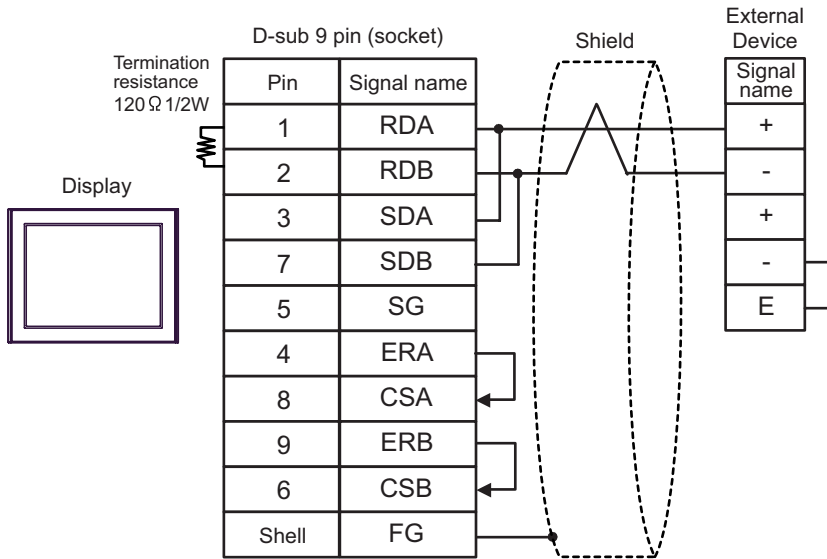 D-sub 9 pin (socket)
Shield
External
Device
Termination
resistance
120Ω 1/2W
Display
Pin Signal name
1 RDA
2 RDB
3 SDA
7 SDB
5 SG
4 ERA
8 CSA
9 ERB
6 CSB
Shell FG
Signal
name
+
-
+
-
E